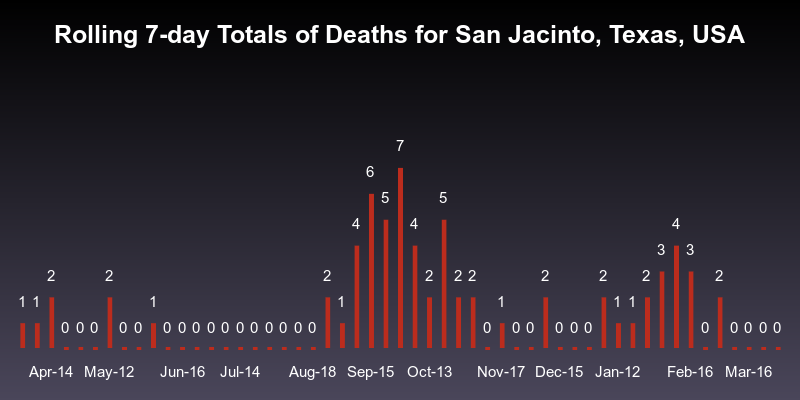 Rolling 7-day Totals of Deaths for San Jacinto, Texas, USA
7
6
5 5
4 4 4
3 3
2 2 2 2 2 2 2 2 2 2
1 1 1 1 1 1 1
0 0 0 0 0 0 0 0 0 0 0 0 0 0 0 0 0 0 0 0 0 0 0 0 0 0 0 0 0
Apr-14 May-12 Jun-16 Jul-14 Aug-18 Sep-15 Oct-13 Nov-17 Dec-15 Jan-12 Feb-16 Mar-16